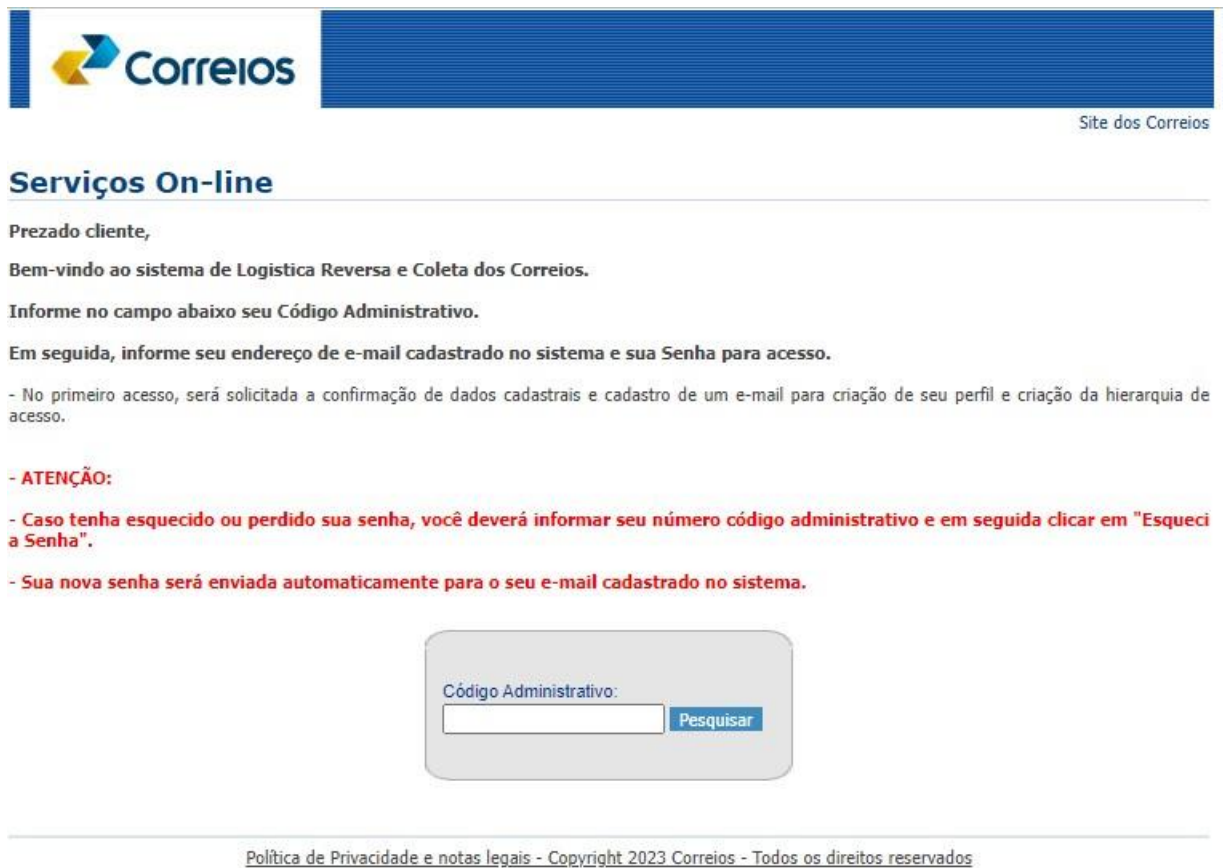 Correios
Site dos Correios
Serviços On-line
Prezado cliente,
Bem-vindo ao sistema de Logistica Reversa e Coleta dos Correios.
Informe no campo abaixo seu Código Administrativo.
Em seguida, informe seu endereço de e-mail cadastrado no sistema e sua Senha para acesso.
- No primeiro acesso, será solicitada a confirmação de dados cadastrais e cadastro de um e-mail para criação de seu perfil e criação da hierarquia de
acesso.
- ATENÇÃO:
- Caso tenha esquecido ou perdido sua senha, você deverá informar seu número código administrativo e em seguida clicar em "Esqueci
a Senha".
- Sua nova senha será enviada automaticamente para o seu e-mail cadastrado no sistema.
Código Administrativo:
Pesquisar
Política de Privacidade e notas legais - Copyright 2023 Correios - Todos os direitos reservados